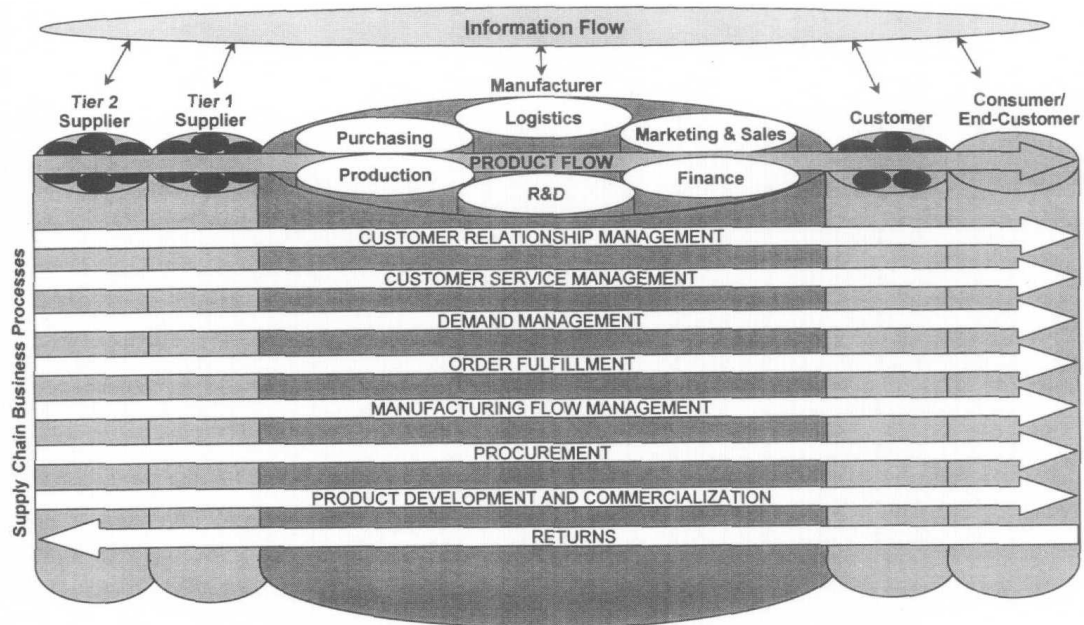 Information Flow
Manufacturer
Tier 2
Supplier
Tier 1
Supplier
Logistics
Purchasing
Marketing & Sales
Customer
Consumer/
End-Customer
PRODUCT FLOW
Production
R&D
Finance
Supply Chain Business Processes
CUSTOMER RELATIONSHIP MANAGEMENT
CUSTOMER SERVICE MANAGEMENT
DEMAND MANAGEMENT
ORDER FULFILLMENT
MANUFACTURING FLOW MANAGEMENT
PROCUREMENT
PRODUCT DEVELOPMENT AND COMMERCIALIZATION
RETURNS